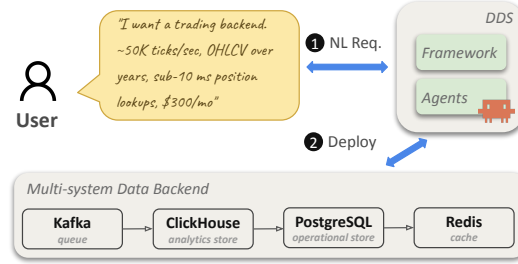 "I want a trading backend.
~50K ticks/sec, OHLCV over
years, sub-10 ms position
lookups, $300/mo"
User
1 NL Req.
DDS
Framework
Agents
2 Deploy
Multi-system Data Backend
Kafka
queue
ClickHouse
analytics store
PostgreSQL
operational store
Redis
cache